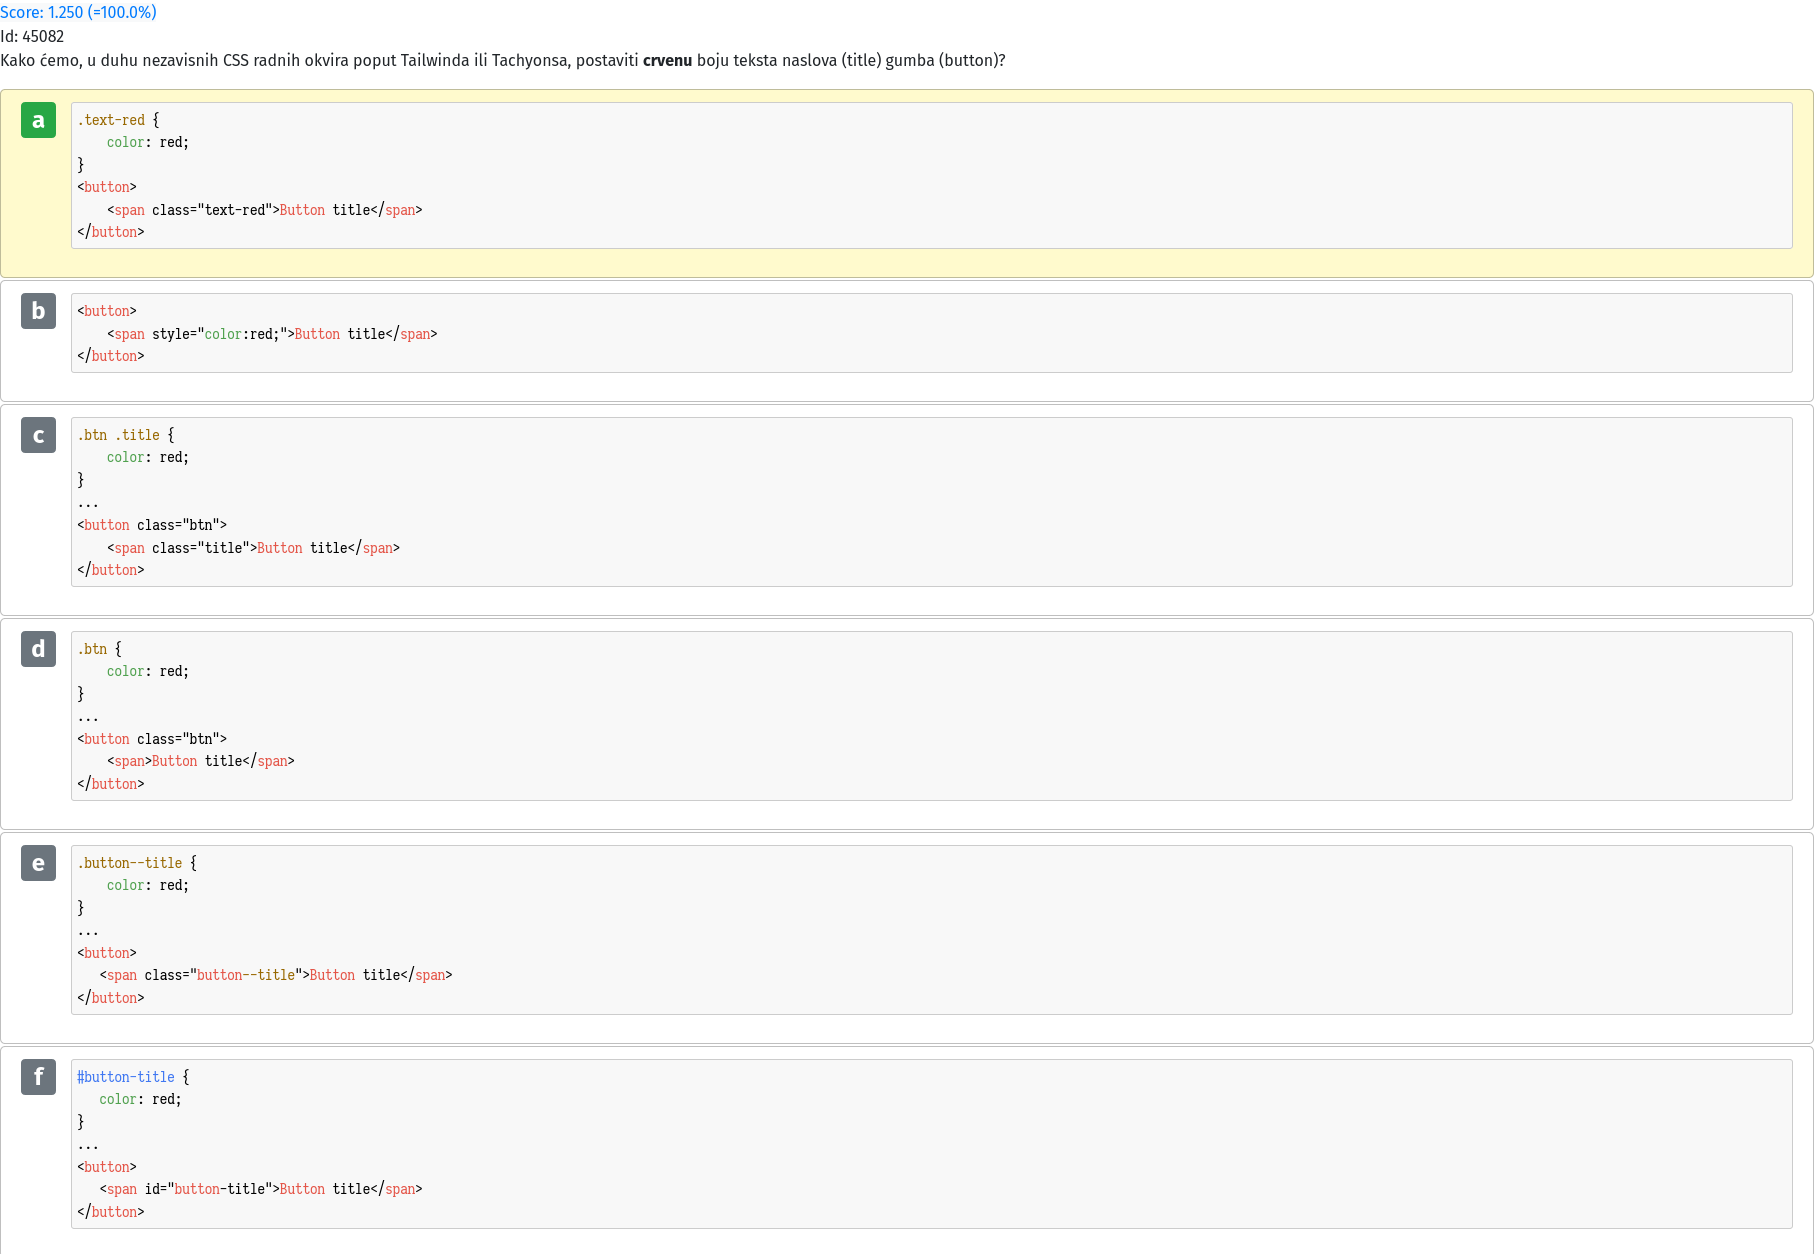 Score: 1.250 (=100.0%)
Id: 45082
Kako ćemo, u duhu nezavisnih CSS radnih okvira poput Tailwinda ili Tachyonsa, postaviti crvenu boju teksta naslova (title) gumba (button)?
a
.text-red {
    color: red;
}
<button>
    <span class="text-red">Button title</span>
</button>
b
<button>
    <span style="color:red;">Button title</span>
</button>
c
.btn .title {
    color: red;
}
...
<button class="btn">
    <span class="title">Button title</span>
</button>
d
.btn {
    color: red;
}
...
<button class="btn">
    <span>Button title</span>
</button>
e
.button--title {
    color: red;
}
...
<button>
   <span class="button--title">Button title</span>
</button>
f
#button-title {
   color: red;
}
...
<button>
   <span id="button-title">Button title</span>
</button>